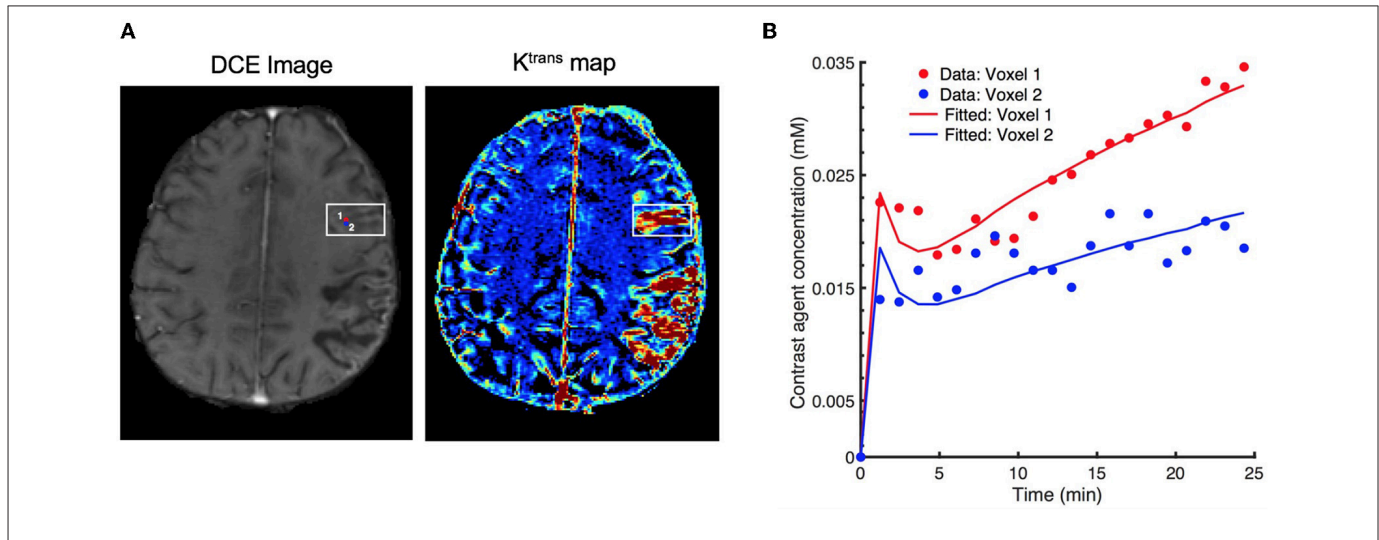 A
DCE Image
K^trans map
1
2
B
Contrast agent concentration (mM)
0.035
0.025
0.015
0.005
0
Data: Voxel 1
Data: Voxel 2
Fitted: Voxel 1
Fitted: Voxel 2
0 5 10 15 20 25
Time (min)